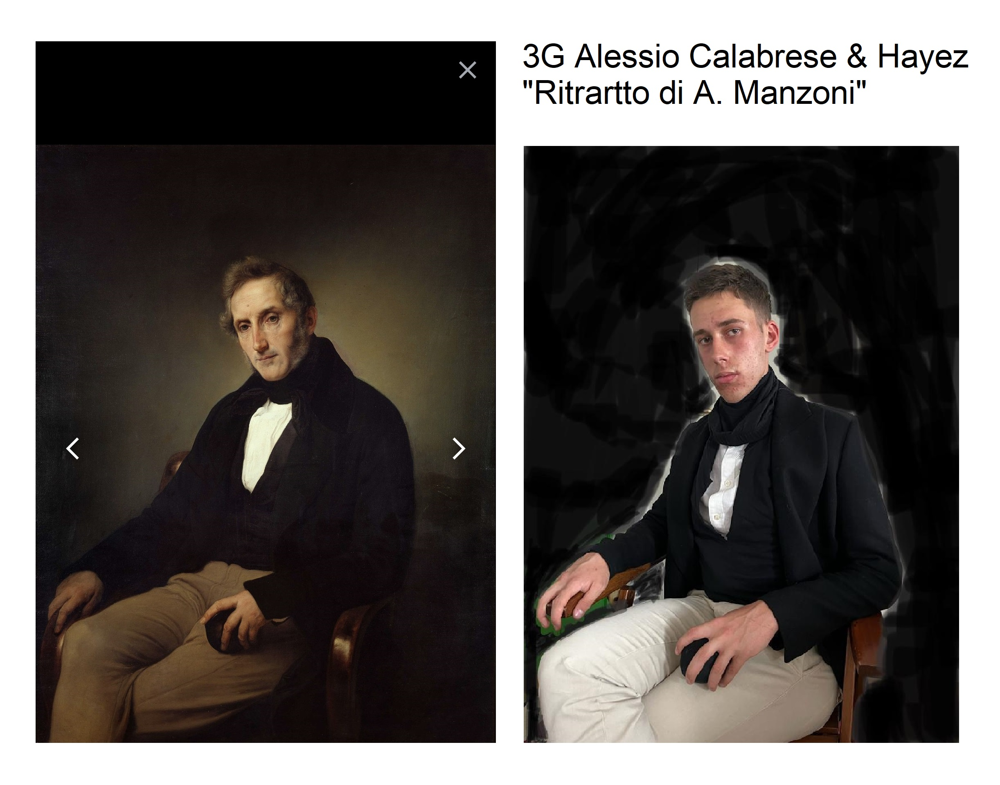 3G Alessio Calabrese & Hayez
"Ritrartto di A. Manzoni"